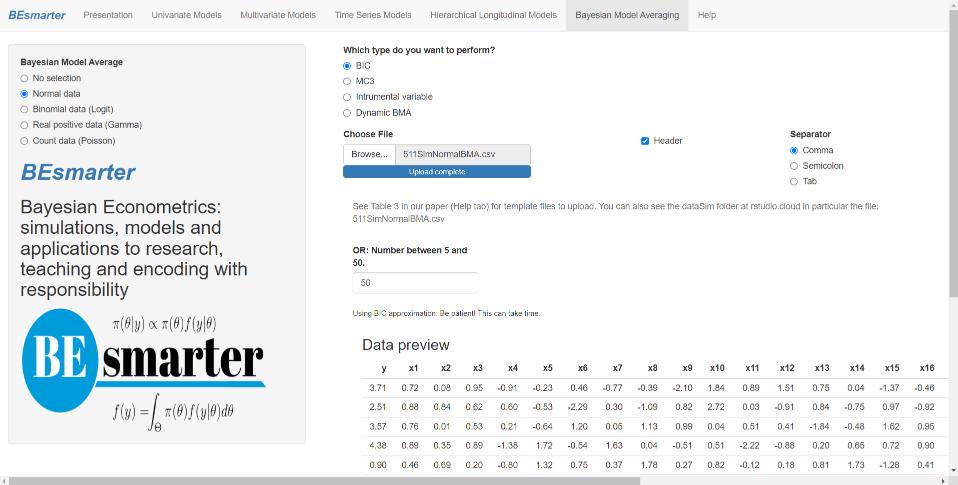 BEsmarter Presentation Univariate Models Multivariate Models Time Series Models Hierarchical Longitudinal Models Bayesian Model Averaging Help
Bayesian Model Average
No selection
Normal data
Binomial data (Logit)
Real positive data (Gamma)
Count data (Poisson)
BEsmarter
Bayesian Econometrics:
simulations, models and
applications to research,
teaching and encoding with
responsibility
π(θ|y) ∝ π(θ)f(y|θ)
BEsmarter
f(y) = ∫Θ π(θ)f(y|θ)dθ
Which type do you want to perform?
BIC
MC3
Intrumental variable
Dynamic BMA
Choose File
Browse... 511SimNormalBMA.csv
Upload complete
Header
Separator
Comma
Semicolon
Tab
See Table 3 in our paper (Help tab) for template files to upload. You can also see the dataSim folder at rstudio.cloud in particular the file:
511SimNormalBMA.csv
OR: Number between 5 and
50.
50
Using BIC approximation: Be patient! This can take time.
Data preview
y x1 x2 x3 x4 x5 x6 x7 x8 x9 x10 x11 x12 x13 x14 x15 x16
3.71 0.72 0.08 0.95 -0.91 -0.23 0.46 -0.77 -0.39 -2.10 1.84 0.89 1.51 0.75 0.04 -1.37 -0.46
2.51 0.88 0.84 0.62 0.60 -0.53 -2.29 0.30 -1.09 0.82 2.72 0.03 -0.91 0.84 -0.75 0.97 -0.92
3.57 0.76 0.01 0.53 0.21 -0.64 1.20 0.05 1.13 0.99 0.04 0.51 0.41 -1.84 -0.48 1.62 0.95
4.38 0.89 0.35 0.89 -1.38 1.72 -0.54 1.63 0.04 -0.51 0.51 -2.22 -0.88 0.20 0.65 0.72 0.90
0.90 0.46 0.69 0.20 -0.80 1.32 0.75 0.37 1.78 0.27 0.82 -0.12 0.18 0.81 1.73 -1.28 0.41